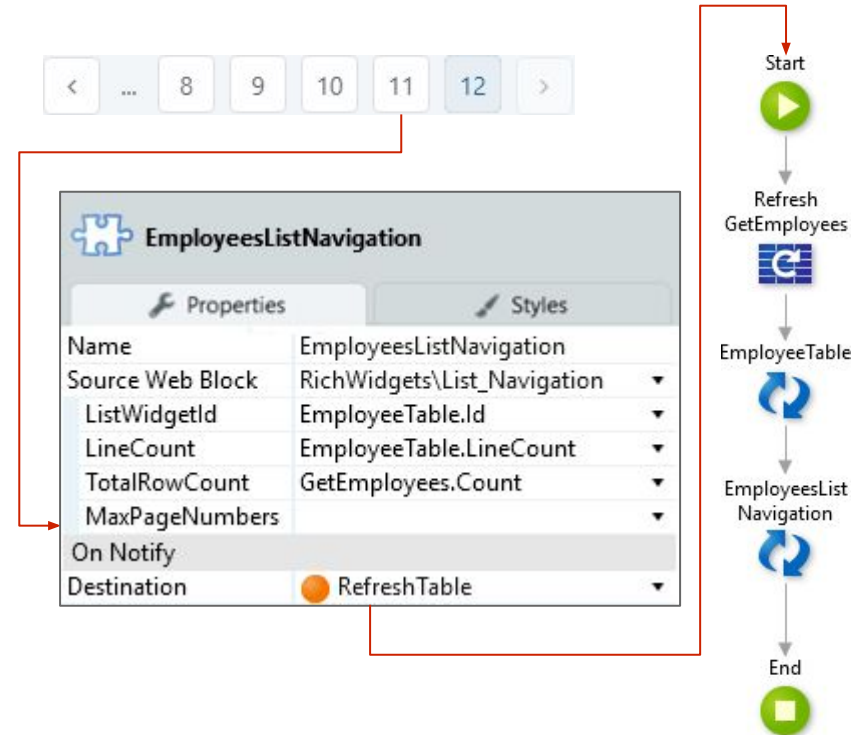 < ... 8 9 10 11 12 >
EmployeesListNavigation
Properties Styles
Name EmployeesListNavigation
Source Web Block RichWidgets\List_Navigation
ListWidgetId EmployeeTable.Id
LineCount EmployeeTable.LineCount
TotalRowCount GetEmployees.Count
MaxPageNumbers
On Notify
Destination RefreshTable
Start
Refresh
GetEmployees
EmployeeTable
EmployeesList
Navigation
End